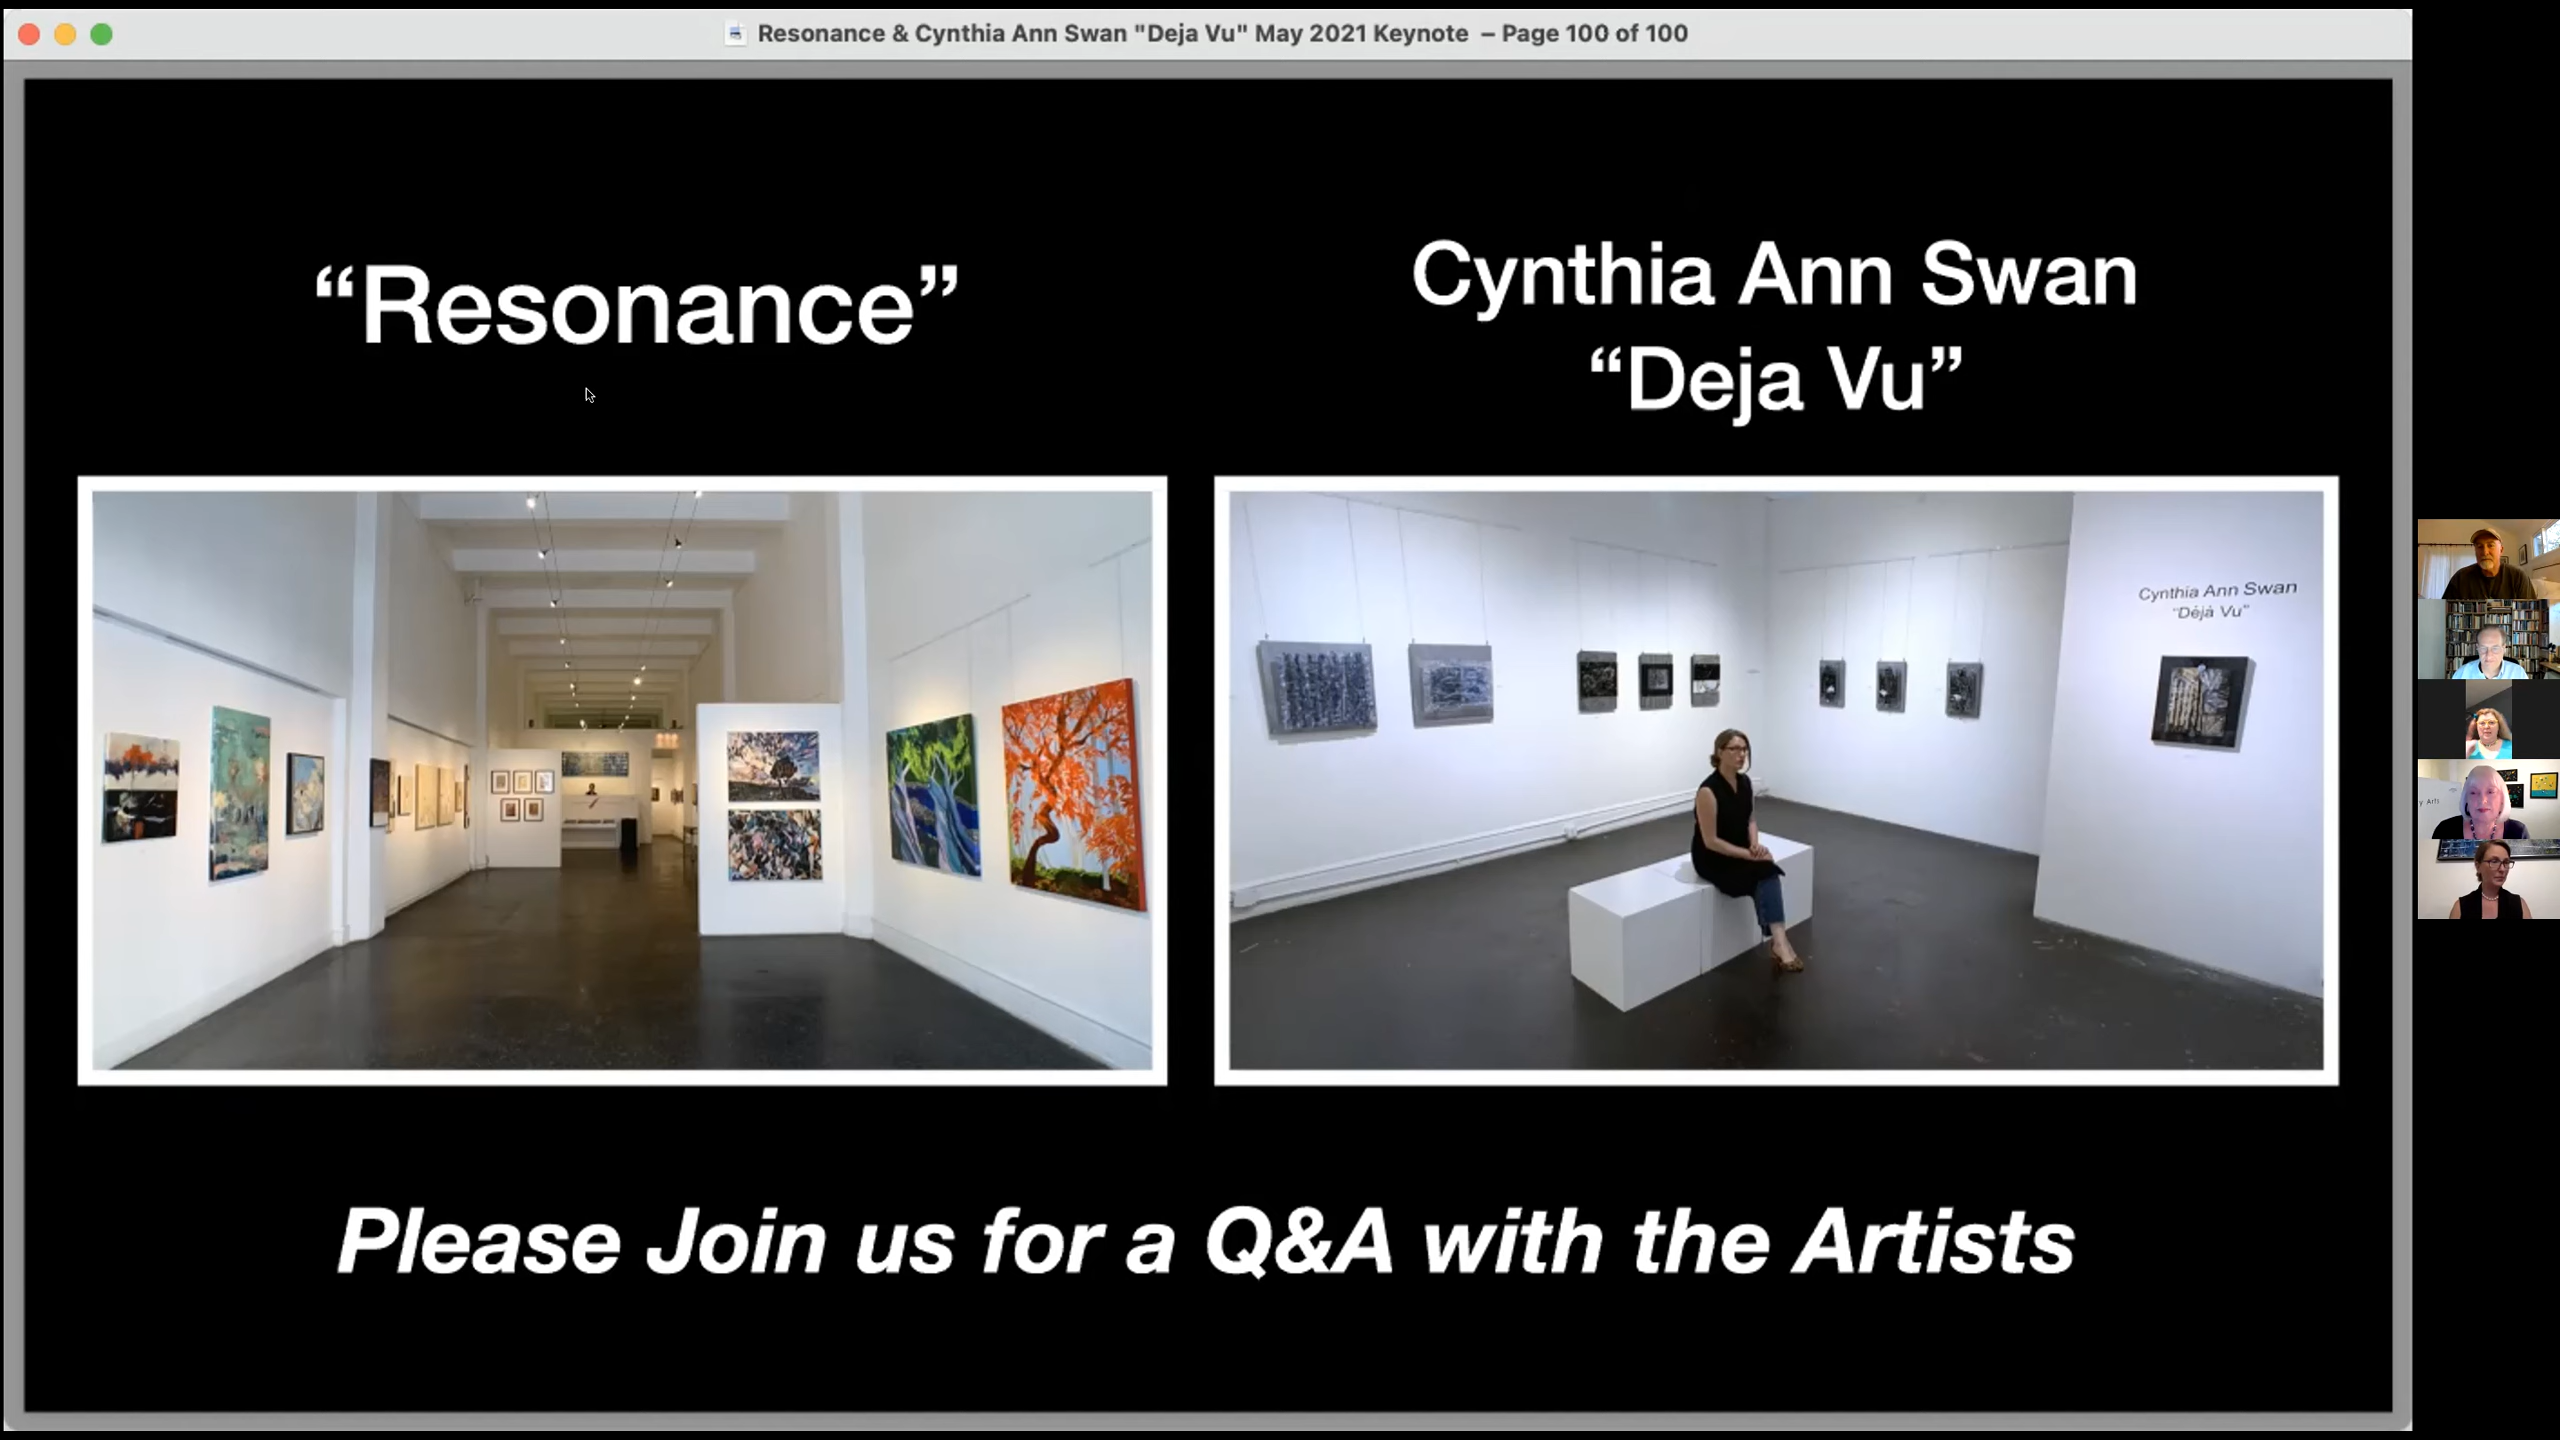 Resonance & Cynthia Ann Swan "Deja Vu" May 2021 Keynote – Page 100 of 100
“Resonance”
Cynthia Ann Swan
“Deja Vu”
Cynthia Ann Swan
“Déjà Vu”
y Arts
Please Join us for a Q&A with the Artists